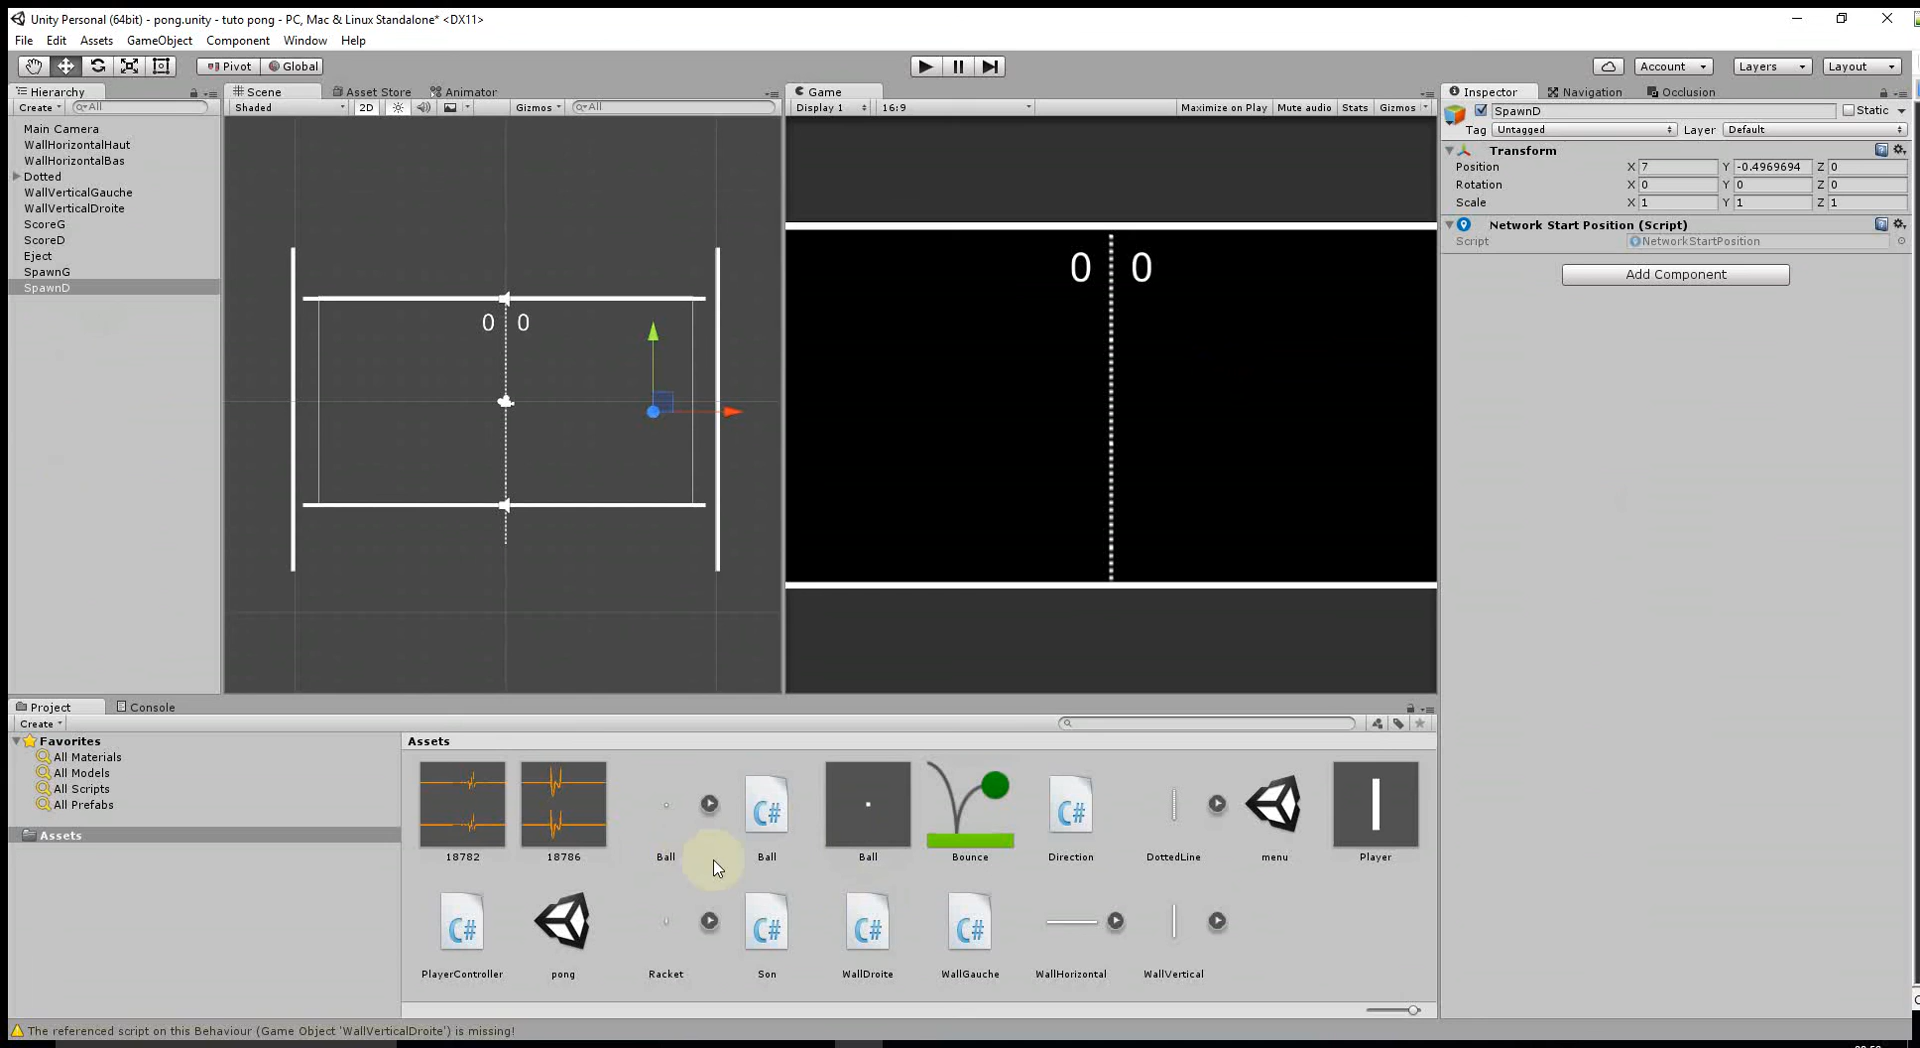 Unity Personal (64bit) - pong.unity - tuto pong - PC, Mac & Linux Standalone* <DX11>
File Edit Assets GameObject Component Window Help
Pivot Global Account Layers Layout
Hierarchy
Create All
Main Camera
WallHorizontalHaut
WallHorizontalBas
Dotted
WallVerticalGauche
WallVerticalDroite
ScoreG
ScoreD
Eject
SpawnG
SpawnD
Scene Asset Store Animator
Shaded 2D Gizmos All
0 0
Game
Display 1 16:9 Maximize on Play Mute audio Stats Gizmos
0 0
Inspector Navigation Occlusion
SpawnD Static
Tag Untagged Layer Default
Transform
Position X 7 Y -0.4969694 Z 0
Rotation X 0 Y 0 Z 0
Scale X 1 Y 1 Z 1
Network Start Position (Script)
Script NetworkStartPosition
Add Component
Project Console
Create
Favorites
All Materials
All Models
All Scripts
All Prefabs
Assets
Assets
C# C#
18782 18786 Ball Ball Ball Bounce Direction DottedLine menu Player
C# C# C# C#
PlayerController pong Racket Son WallDroite WallGauche WallHorizontal WallVertical
The referenced script on this Behaviour (Game Object 'WallVerticalDroite') is missing!